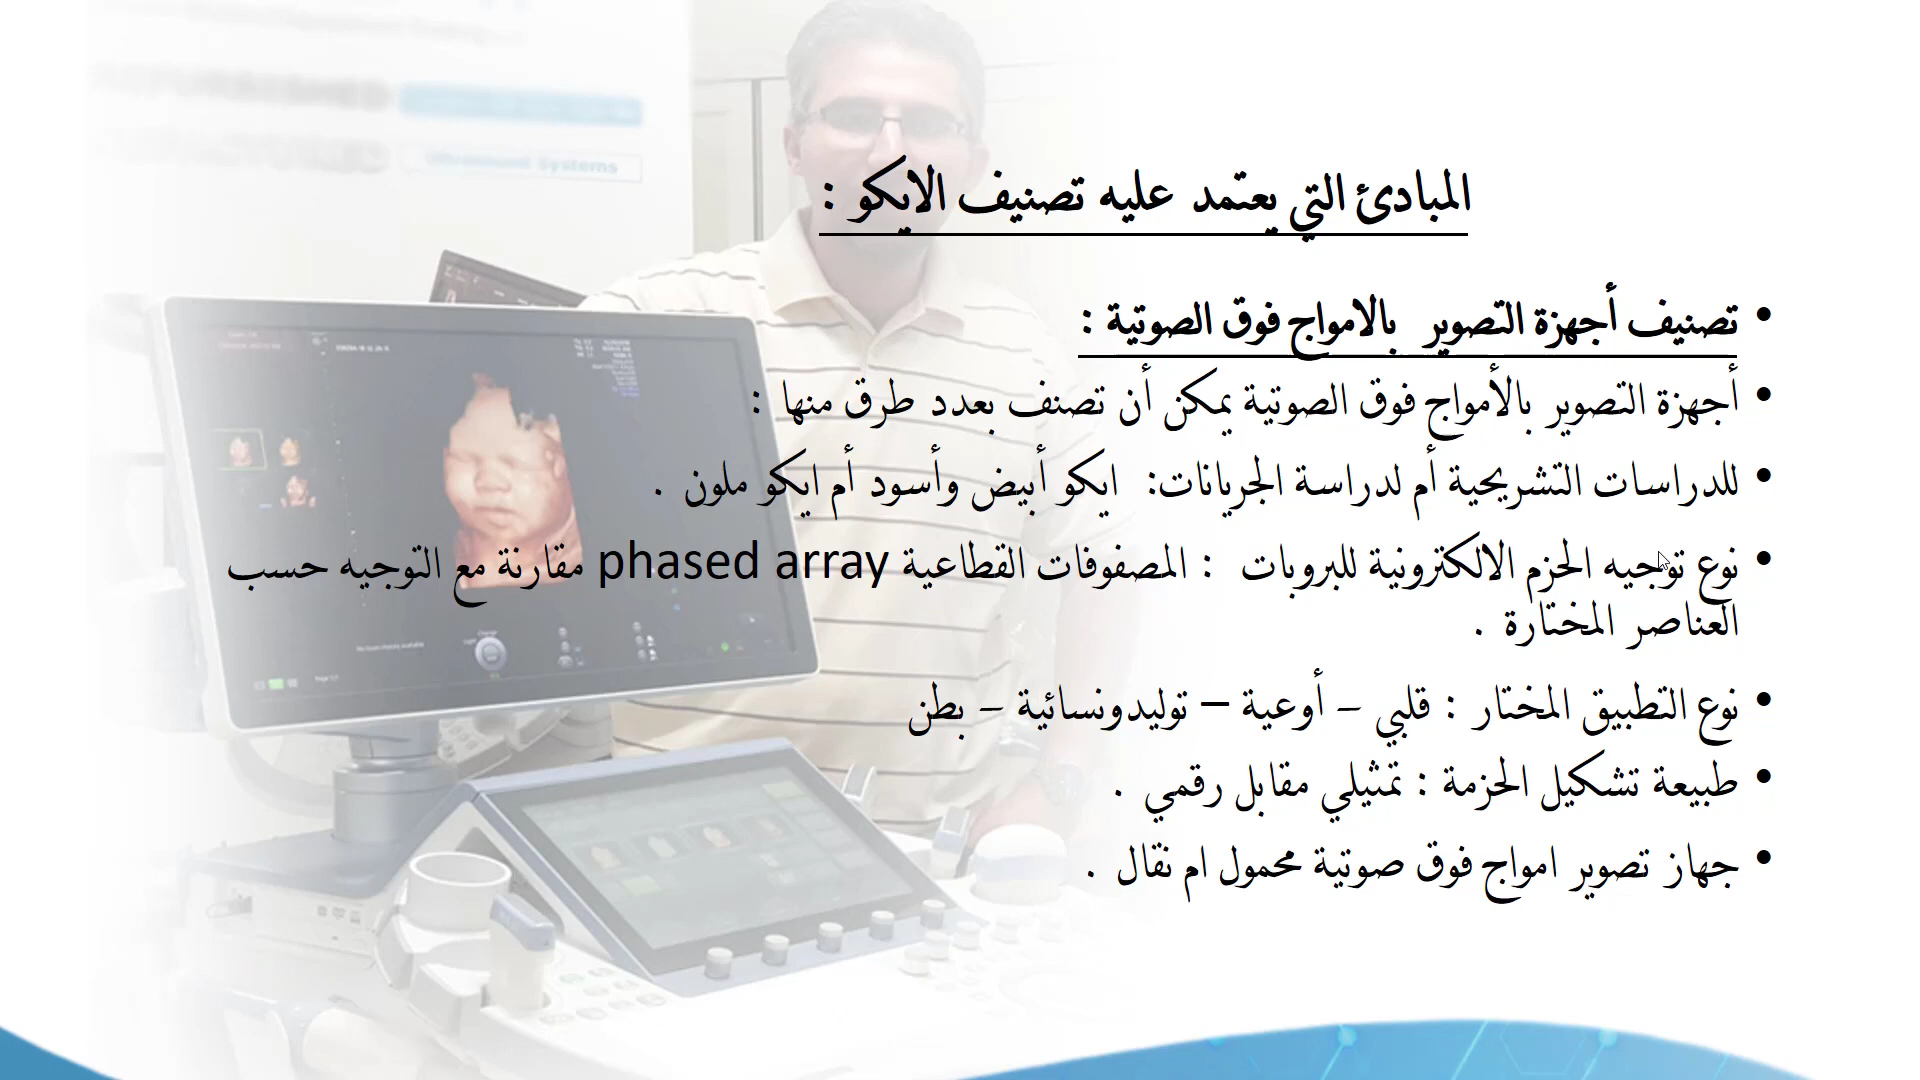 المبادئ التي يعتمد عليه تصنيف الايكو :
• تصنيف أجهزة التصوير بالامواج فوق الصوتية :
• أجهزة التصوير بالأمواج فوق الصوتية يمكن أن تصنف بعدد طرق منها :
• للدراسات التشريحية أم لدراسة الجريانات: ايكو أبيض وأسود أم ايكو ملون .
• نوع توجيه الحزم الالكترونية للبروبات : المصفوفات القطاعية phased array مقارنة مع التوجيه حسب
العناصر المختارة .
• نوع التطبيق المختار : قلبي – أوعية – توليدونسائية – بطن
• طبيعة تشكيل الحزمة : تمثيلي مقابل رقمي .
• جهاز تصوير امواج فوق صوتية محمول ام نقال .
Ultrasound Systems